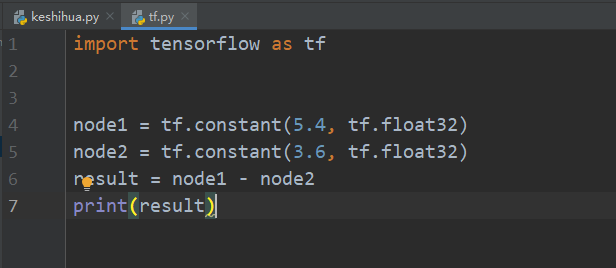 keshihua.py × tf.py ×
1 import tensorflow as tf
2
3
4 node1 = tf.constant(5.4, tf.float32)
5 node2 = tf.constant(3.6, tf.float32)
6 result = node1 - node2
7 print(result)